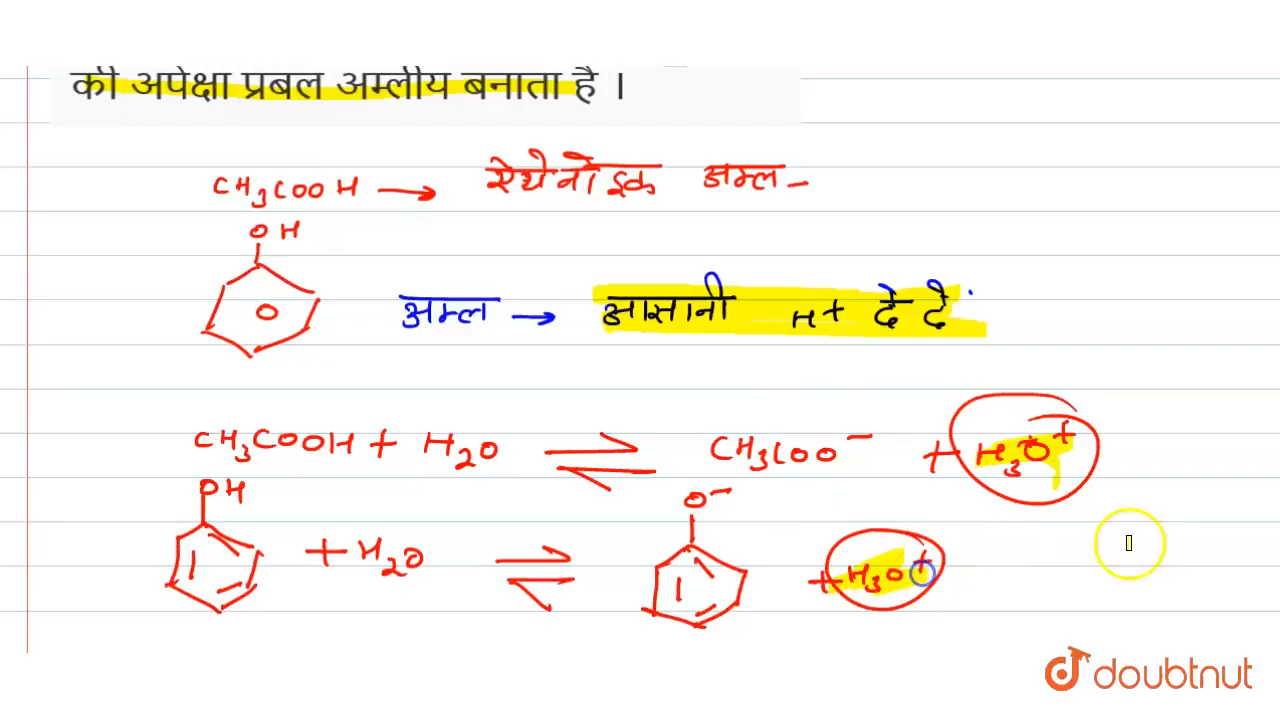 की अपेक्षा प्रबल अम्लीय बनाता है ।
CH3COOH → ऐथेनोइक अम्ल -
OH
अम्ल → आसानी H+ दे दे
CH3COOH + H2O ⇌ CH3COO− + H3O+
OH O−
+ H2O ⇌ + H3O+
doubtnut